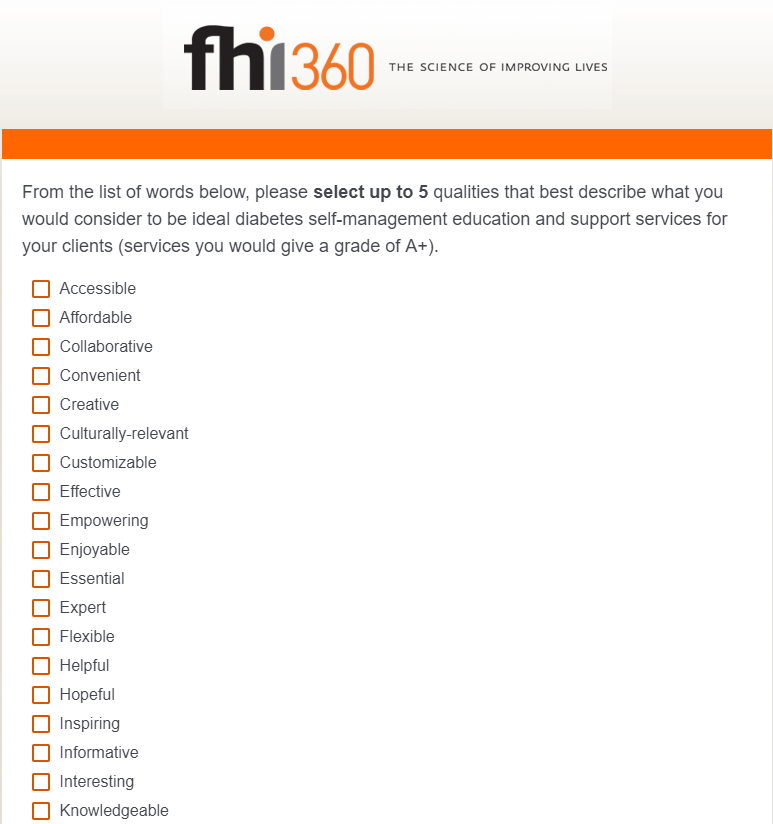 fhi360 THE SCIENCE OF IMPROVING LIVES
From the list of words below, please select up to 5 qualities that best describe what you
would consider to be ideal diabetes self-management education and support services for
your clients (services you would give a grade of A+).
Accessible
Affordable
Collaborative
Convenient
Creative
Culturally-relevant
Customizable
Effective
Empowering
Enjoyable
Essential
Expert
Flexible
Helpful
Hopeful
Inspiring
Informative
Interesting
Knowledgeable